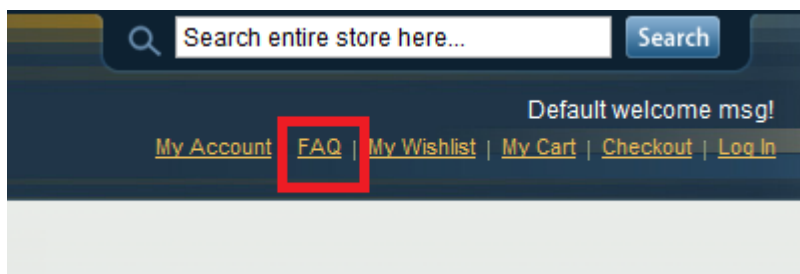 Search entire store here... Search
Default welcome msg!
My Account FAQ | My Wishlist | My Cart | Checkout | Log In